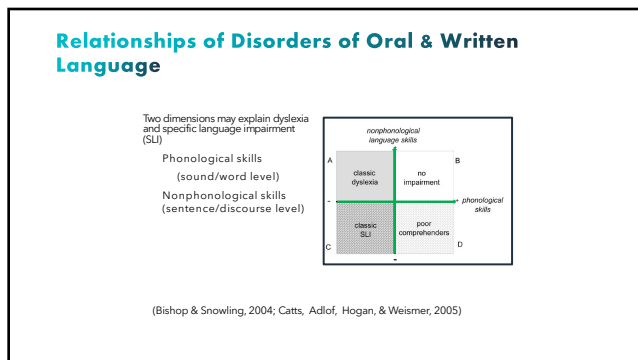 Relationships of Disorders of Oral & Written
Language
Two dimensions may explain dyslexia
and specific language impairment
(SLI)
Phonological skills
(sound/word level)
Nonphonological skills
(sentence/discourse level)
nonphonological
language skills
+
A
B
classic
dyslexia
no
impairment
-
+
phonological
skills
classic
SLI
poor
comprehenders
C
D
-
(Bishop & Snowling, 2004; Catts, Adlof, Hogan, & Weismer, 2005)